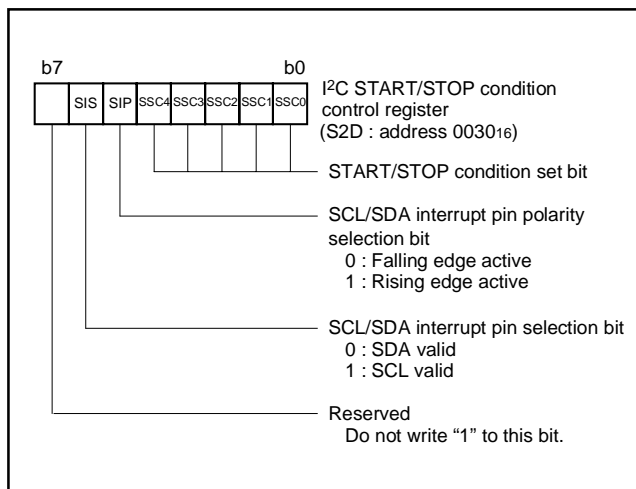 b7 b0
SIS SIP SSC4 SSC3 SSC2 SSC1 SSC0
I²C START/STOP condition
control register
(S2D : address 003016)
START/STOP condition set bit
SCL/SDA interrupt pin polarity
selection bit
0 : Falling edge active
1 : Rising edge active
SCL/SDA interrupt pin selection bit
0 : SDA valid
1 : SCL valid
Reserved
Do not write “1” to this bit.